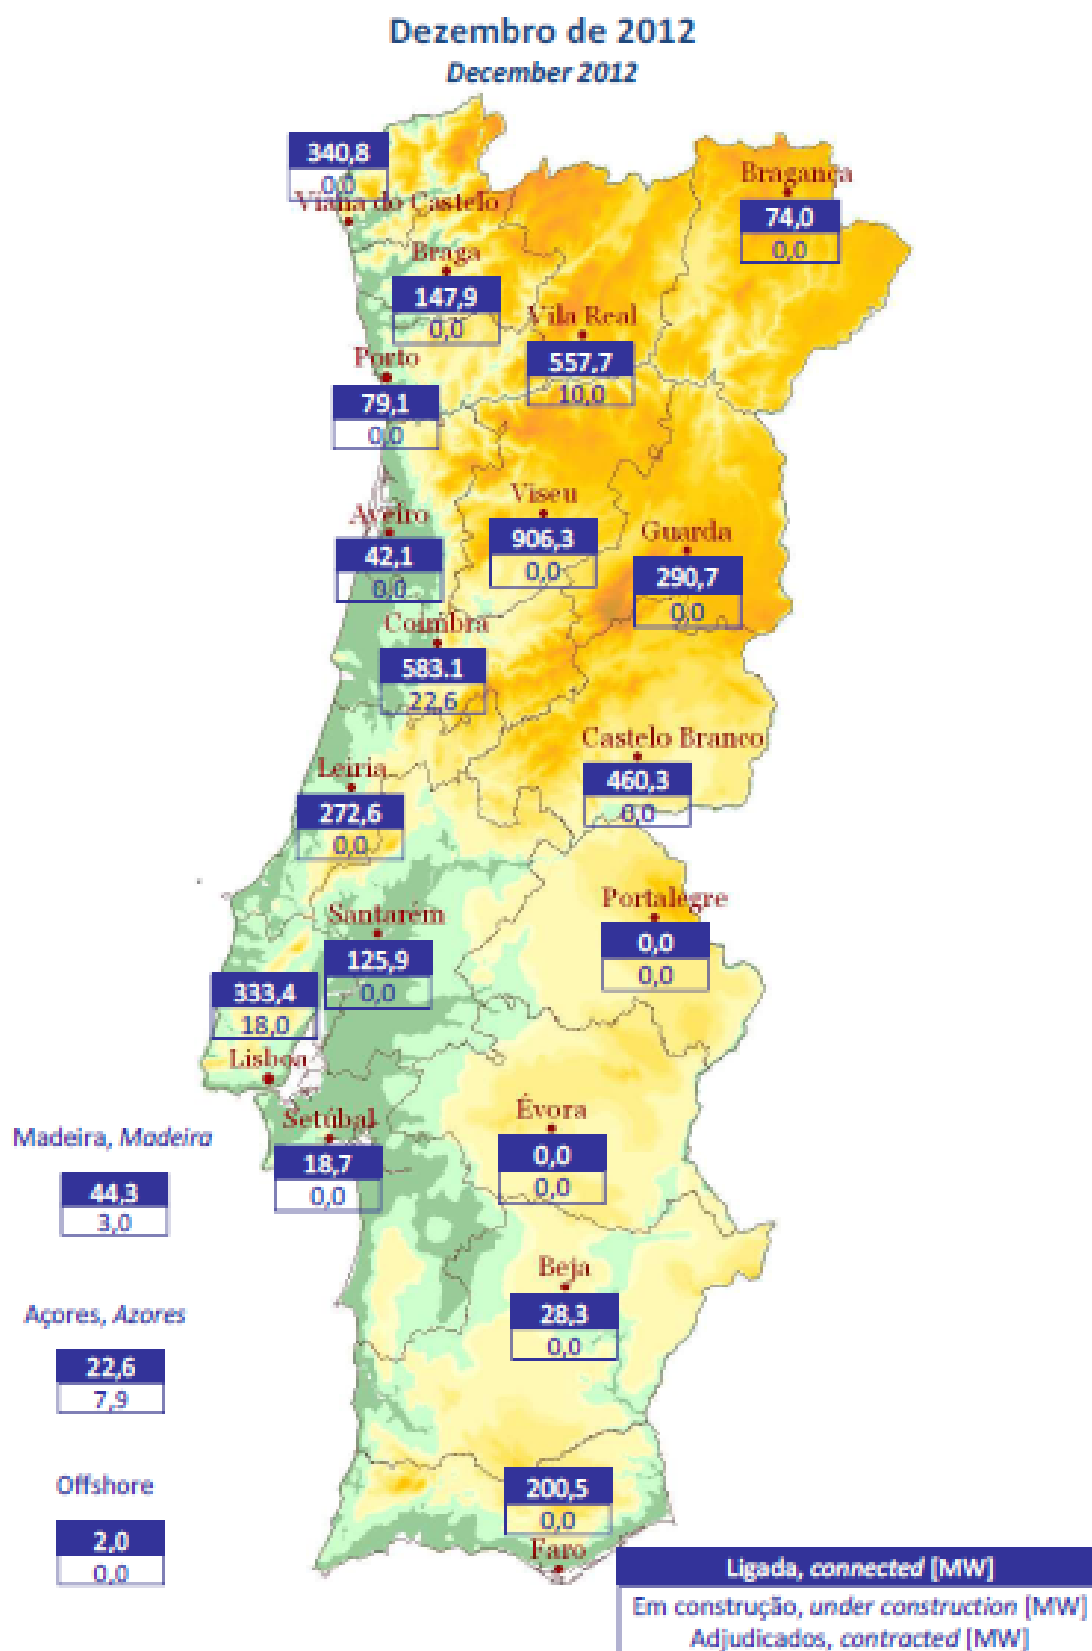 Dezembro de 2012
December 2012
340,8
0,0
Viana do Castelo
Bragança
74,0
0,0
Braga
147,9
0,0
Vila Real
557,7
10,0
Porto
79,1
0,0
Viseu
906,3
0,0
Aveiro
42,1
0,0
Guarda
290,7
0,0
Coimbra
583.1
22,6
Castelo Branco
460,3
0,0
Leiria
272,6
0,0
Portalegre
0,0
0,0
Santarém
125,9
0,0
333,4
18,0
Lisboa
Setúbal
18,7
0,0
Évora
0,0
0,0
Madeira, Madeira
44,3
3,0
Beja
28,3
0,0
Açores, Azores
22,6
7,9
Offshore
2,0
0,0
200,5
0,0
Faro
Ligada, connected [MW]
Em construção, under construction [MW]
Adjudicados, contracted [MW]